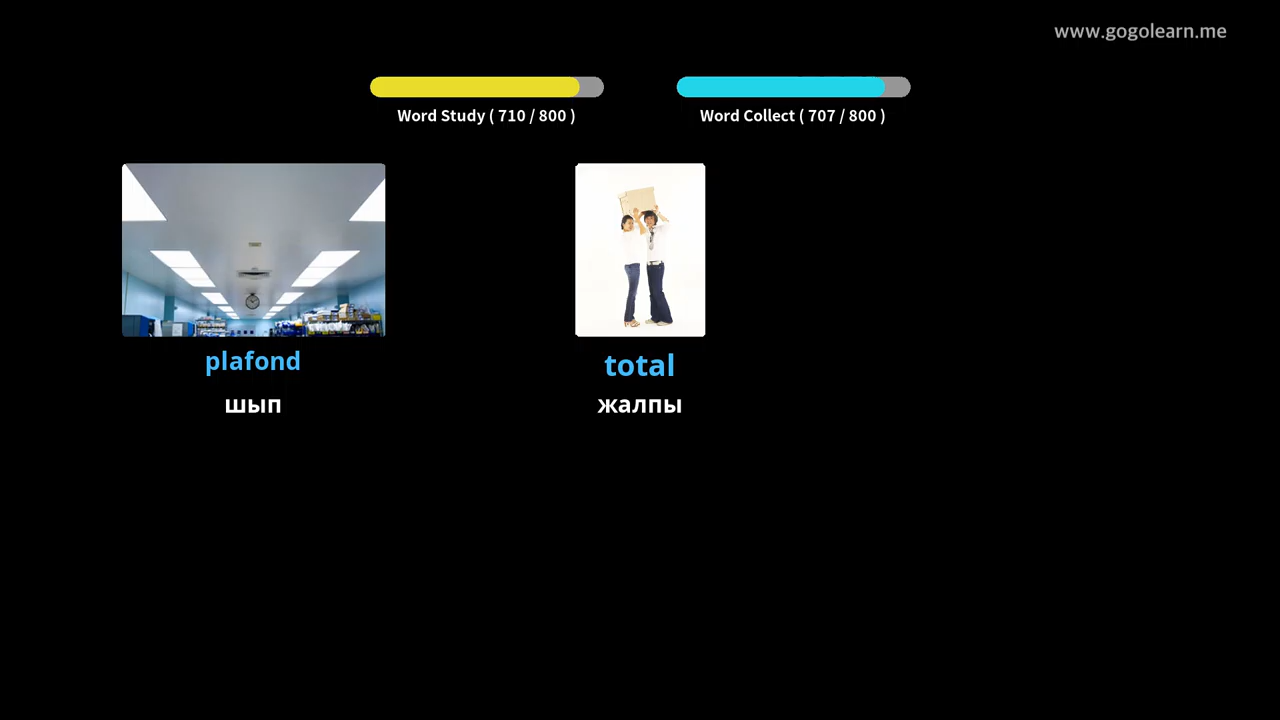 www.gogolearn.me
Word Study ( 710 / 800 )
Word Collect ( 707 / 800 )
plafond
шып
total
жалпы